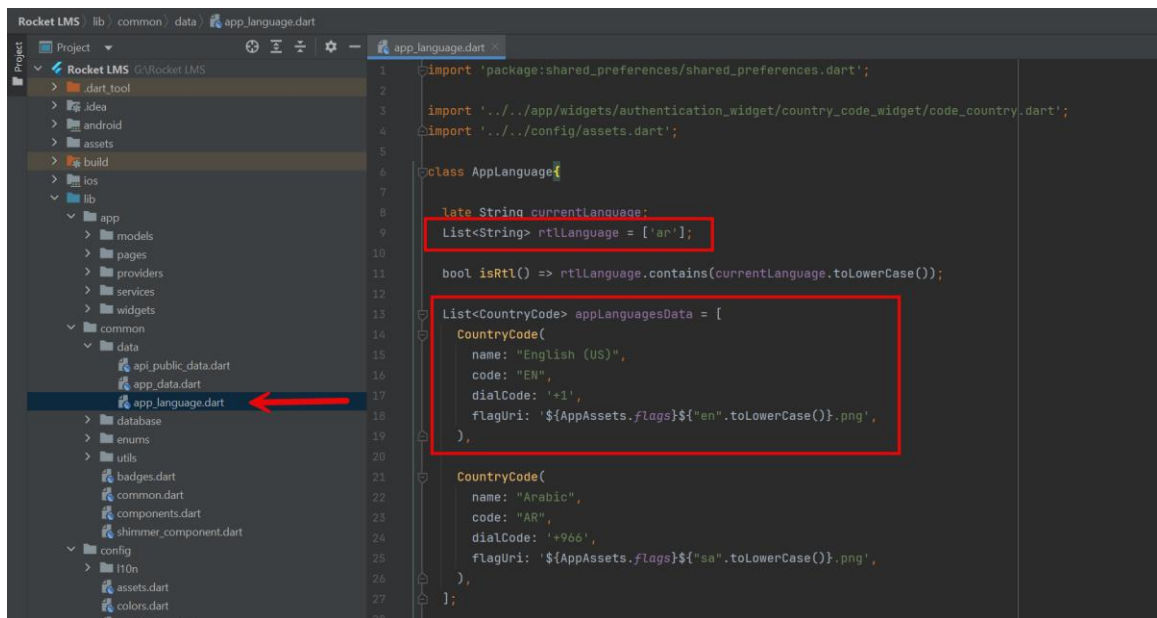 Rocket LMS 〉 lib 〉 common 〉 data 〉 app_language.dart
Project
Project
Rocket LMS G:\Rocket LMS
.dart_tool
.idea
android
assets
build
ios
lib
app
models
pages
providers
services
widgets
common
data
api_public_data.dart
app_data.dart
app_language.dart
database
enums
utils
badges.dart
common.dart
components.dart
shimmer_component.dart
config
l10n
assets.dart
colors.dart
app_language.dart ×
1 import 'package:shared_preferences/shared_preferences.dart';
2
3 import '../../app/widgets/authentication_widget/country_code_widget/code_country.dart';
4 import '../../config/assets.dart';
5
6 class AppLanguage{
7
8 late String currentLanguage;
9 List<String> rtlLanguage = ['ar'];
10
11 bool isRtl() => rtlLanguage.contains(currentLanguage.toLowerCase());
12
13 List<CountryCode> appLanguagesData = [
14 CountryCode(
15 name: "English (US)",
16 code: "EN",
17 dialCode: '+1',
18 flagUri: '${AppAssets.flags}${"en".toLowerCase()}.png',
19 ),
20
21 CountryCode(
22 name: "Arabic",
23 code: "AR",
24 dialCode: '+966',
25 flagUri: '${AppAssets.flags}${"sa".toLowerCase()}.png',
26 ),
27 ];